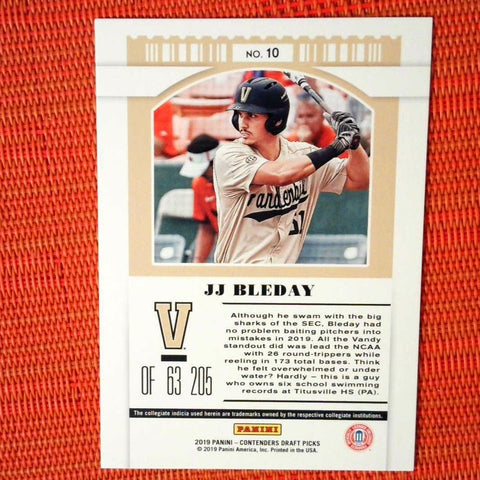 NO. 10
V
Vanderbilt
51
JJ BLEDAY
V
OF 6'3" 205
Although he swam with the big
sharks of the SEC, Bleday had
no problem baiting pitchers into
mistakes in 2019. All the Vandy
standout did was lead the NCAA
with 26 round-trippers while
reeling in 173 total bases. Think
he felt overwhelmed or under
water? Hardly – this is a guy
who owns six school swimming
records at Titusville HS (PA).
The collegiate indicia used herein are trademarks owned by the respective collegiate institutions.
PANINI
2019 PANINI – CONTENDERS DRAFT PICKS
© 2019 Panini America, Inc. Printed in the USA.